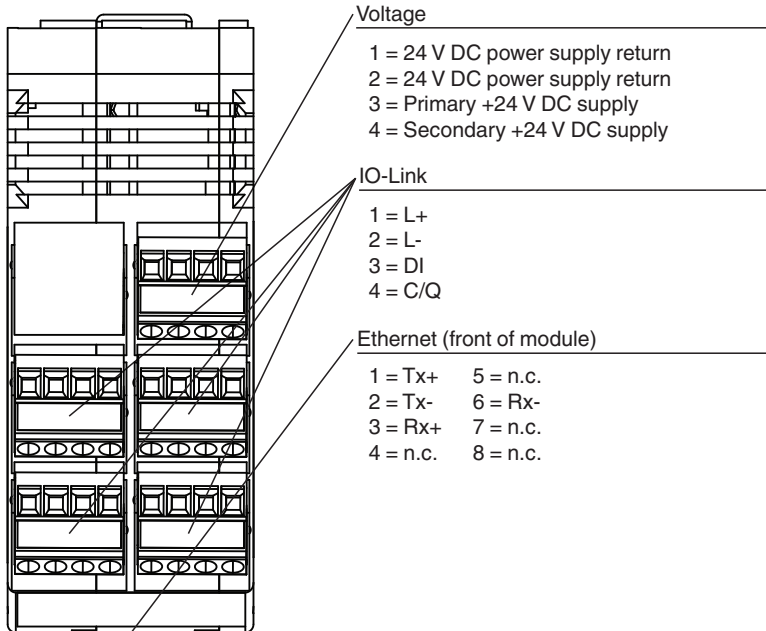 Voltage
1 = 24 V DC power supply return
2 = 24 V DC power supply return
3 = Primary +24 V DC supply
4 = Secondary +24 V DC supply
IO-Link
1 = L+
2 = L-
3 = DI
4 = C/Q
Ethernet (front of module)
1 = Tx+ 5 = n.c.
2 = Tx- 6 = Rx-
3 = Rx+ 7 = n.c.
4 = n.c. 8 = n.c.